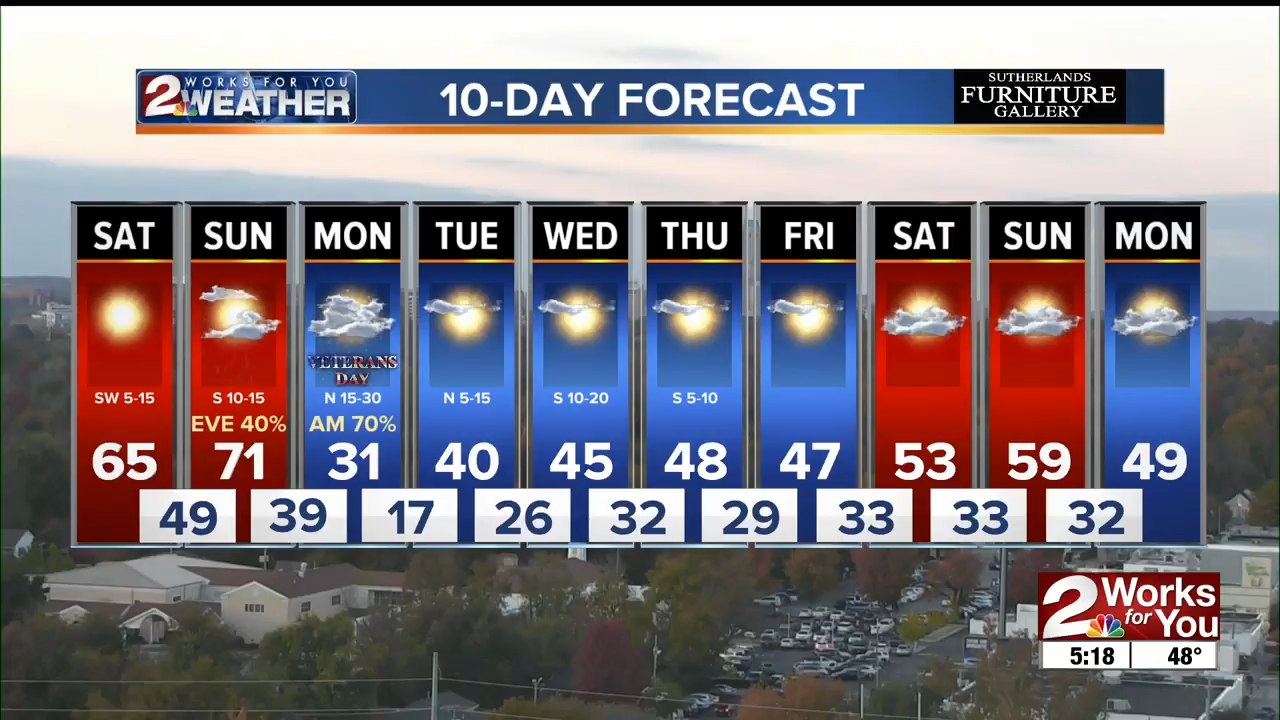 2 WORKS FOR YOU
WEATHER
10-DAY FORECAST
SUTHERLANDS
FURNITURE
GALLERY
SAT SUN MON TUE WED THU FRI SAT SUN MON
VETERANS
DAY
SW 5-15 S 10-15 N 15-30 N 5-15 S 10-20 S 5-10
EVE 40% AM 70%
65 71 31 40 45 48 47 53 59 49
49 39 17 26 32 29 33 33 32
2 Works
for You
5:18 48°